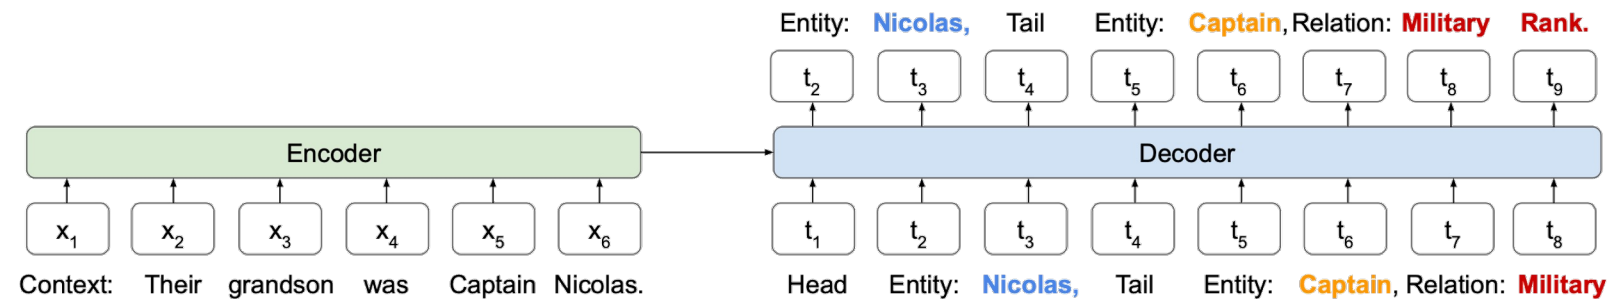 Entity: Nicolas, Tail Entity: Captain, Relation: Military Rank.
t2 t3 t4 t5 t6 t7 t8 t9
Encoder Decoder
x1 x2 x3 x4 x5 x6 t1 t2 t3 t4 t5 t6 t7 t8
Context: Their grandson was Captain Nicolas. Head Entity: Nicolas, Tail Entity: Captain, Relation: Military